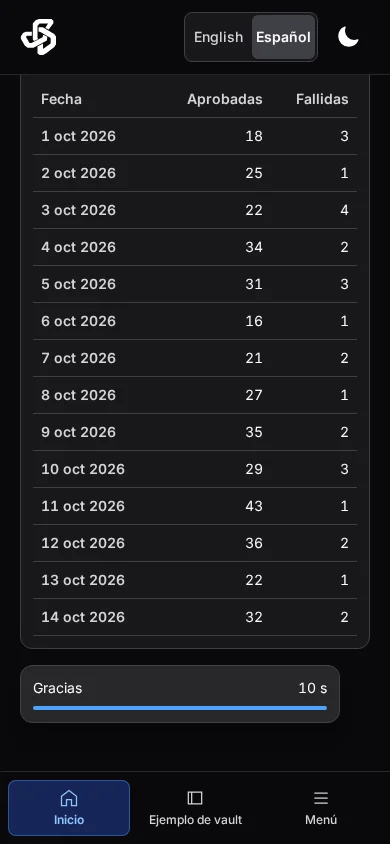 English Español
Fecha Aprobadas Fallidas
1 oct 2026 18 3
2 oct 2026 25 1
3 oct 2026 22 4
4 oct 2026 34 2
5 oct 2026 31 3
6 oct 2026 16 1
7 oct 2026 21 2
8 oct 2026 27 1
9 oct 2026 35 2
10 oct 2026 29 3
11 oct 2026 43 1
12 oct 2026 36 2
13 oct 2026 22 1
14 oct 2026 32 2
Gracias 10 s
Inicio Ejemplo de vault Menú